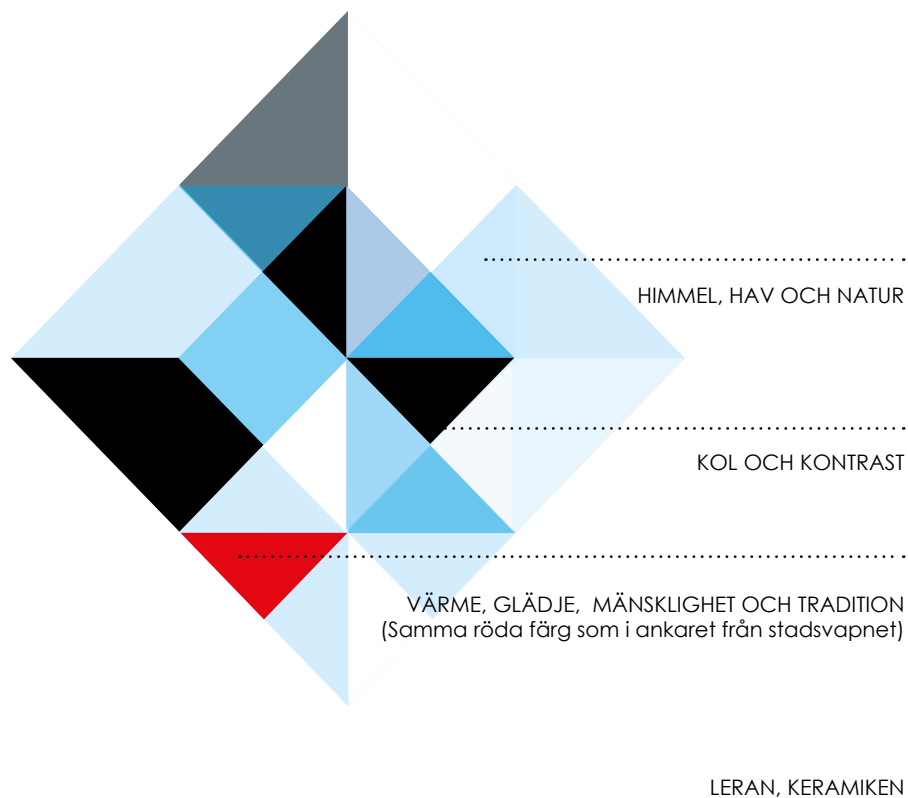 HIMMEL, HAV OCH NATUR
KOL OCH KONTRAST
VÄRME, GLÄDJE,  MÄNSKLIGHET OCH TRADITION
(Samma röda färg som i ankaret från stadsvapnet)
LERAN, KERAMIKEN